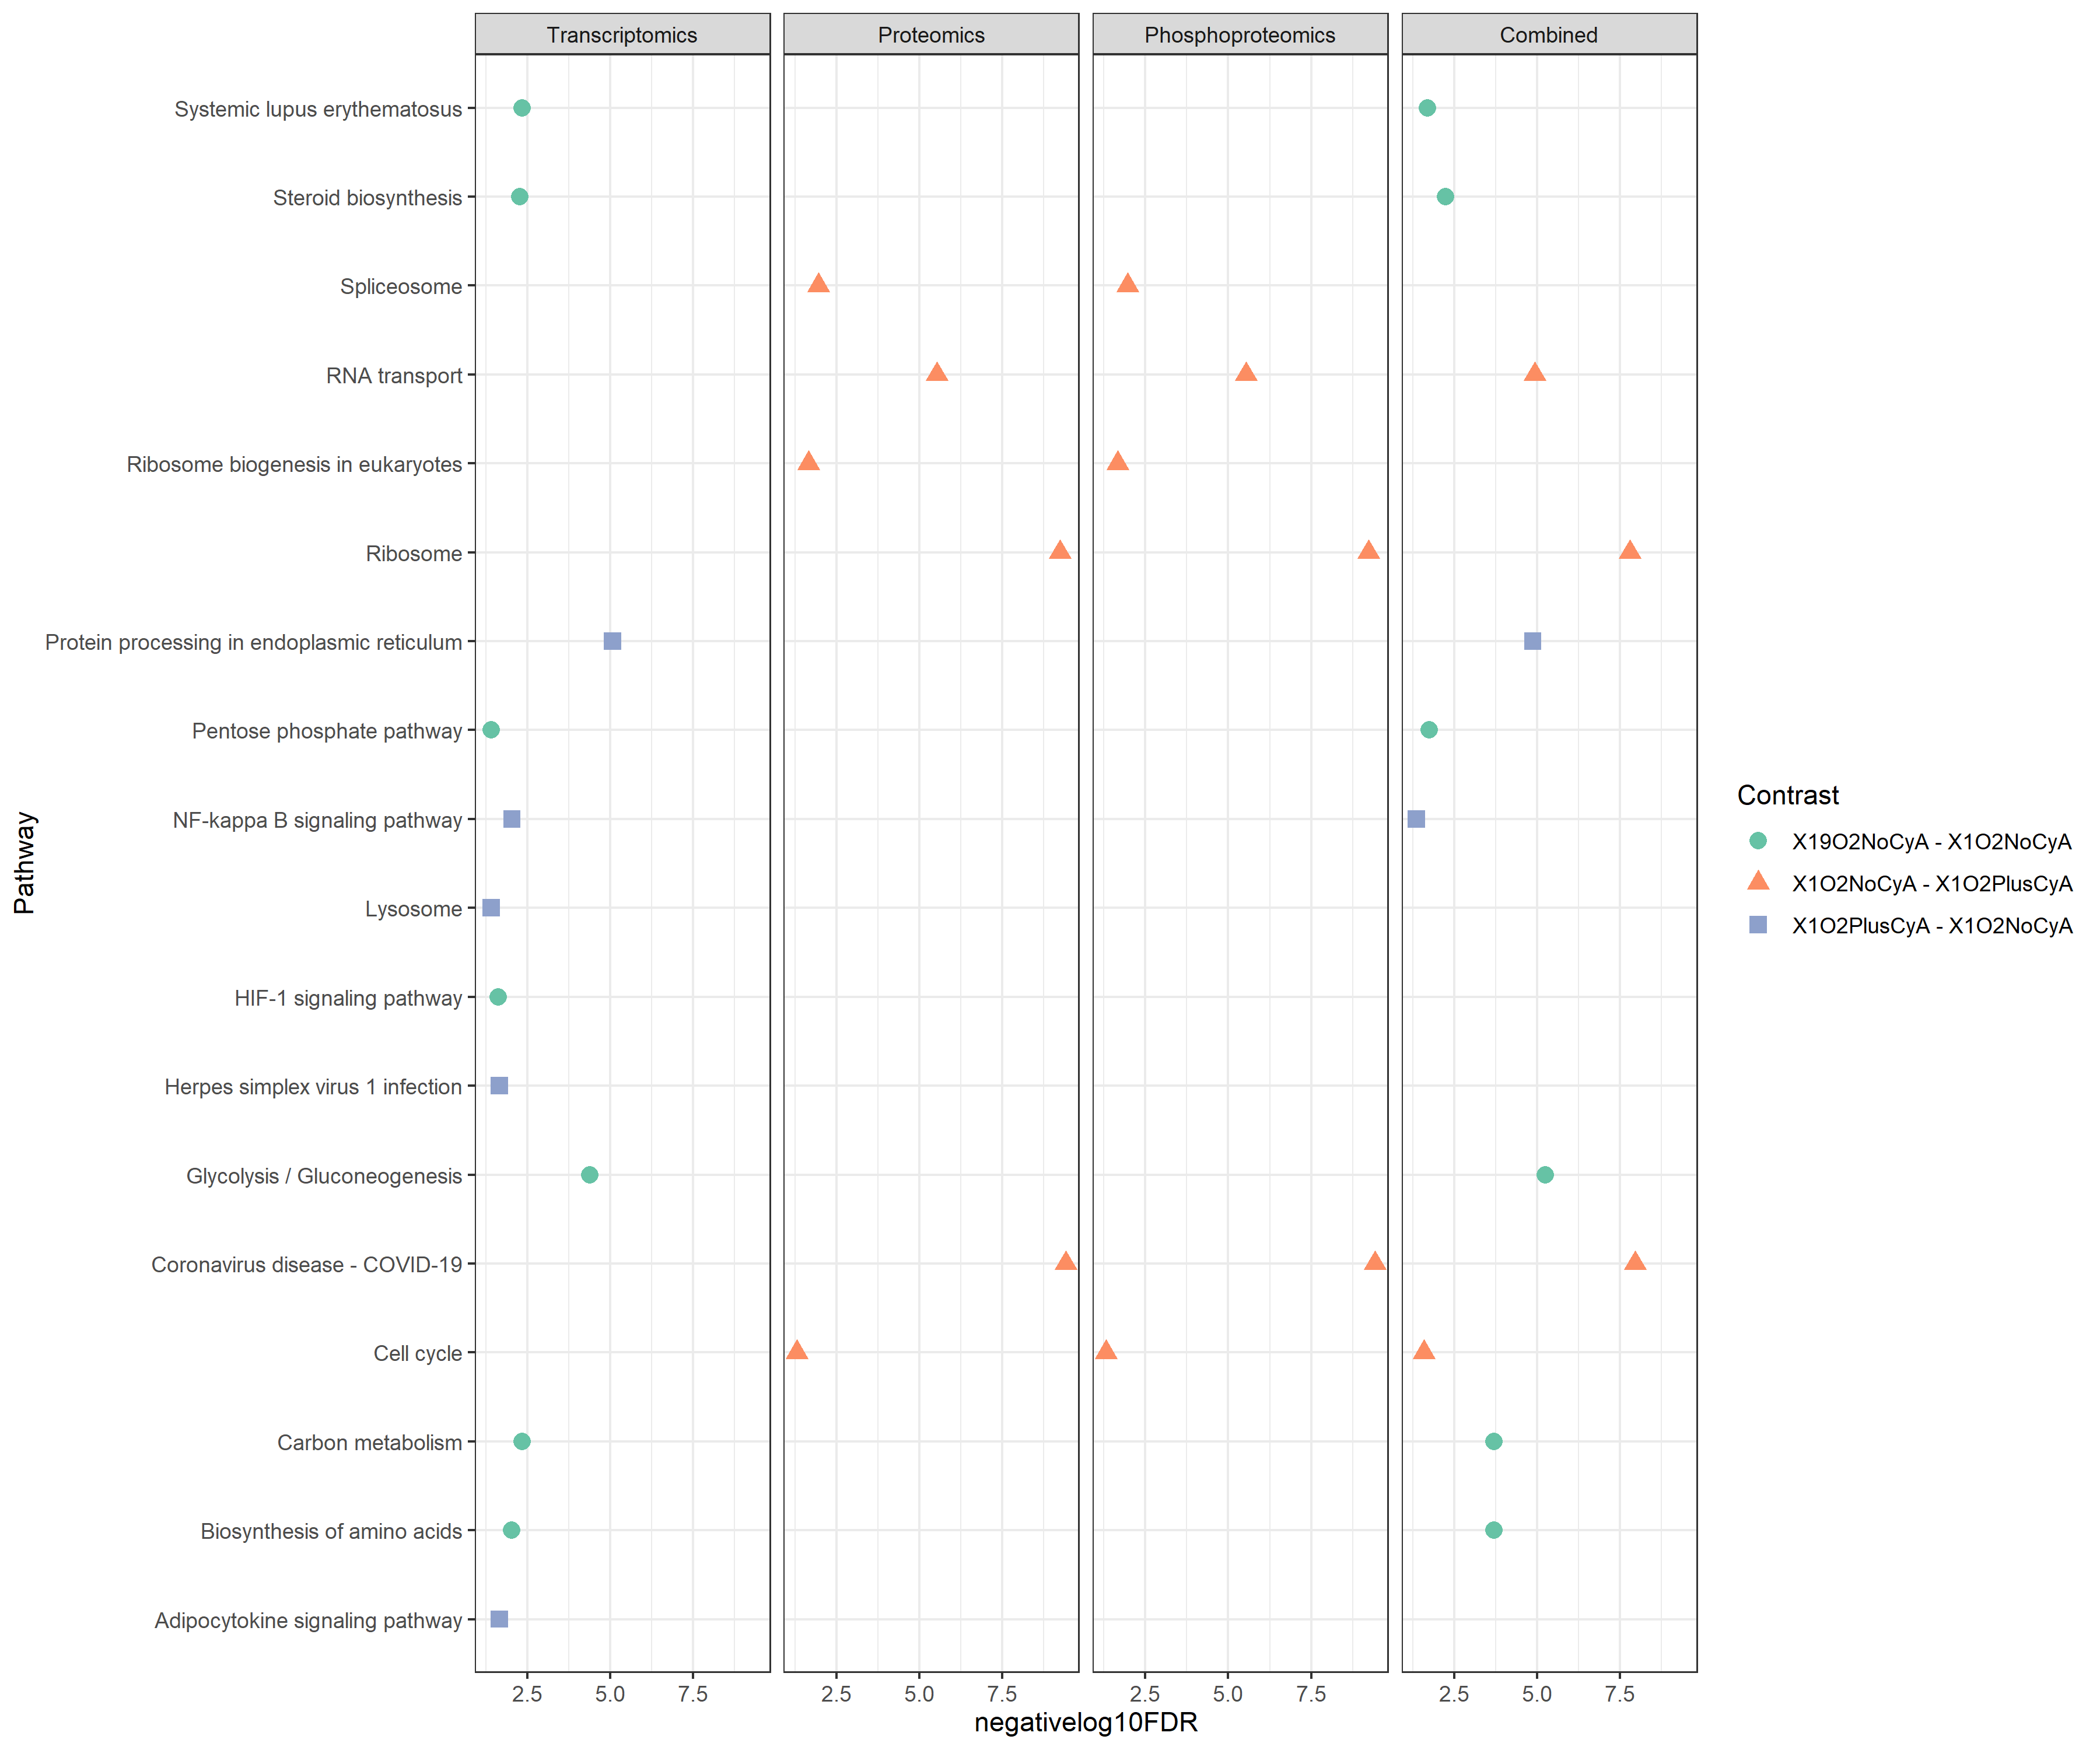 Transcriptomics Proteomics Phosphoproteomics Combined
Systemic lupus erythematosus
Steroid biosynthesis
Spliceosome
RNA transport
Ribosome biogenesis in eukaryotes
Ribosome
Protein processing in endoplasmic reticulum
Pentose phosphate pathway
NF-kappa B signaling pathway
Lysosome
HIF-1 signaling pathway
Herpes simplex virus 1 infection
Glycolysis / Gluconeogenesis
Coronavirus disease - COVID-19
Cell cycle
Carbon metabolism
Biosynthesis of amino acids
Adipocytokine signaling pathway
Pathway
2.5 5.0 7.5 2.5 5.0 7.5 2.5 5.0 7.5 2.5 5.0 7.5
negativelog10FDR
Contrast
X19O2NoCyA - X1O2NoCyA
X1O2NoCyA - X1O2PlusCyA
X1O2PlusCyA - X1O2NoCyA